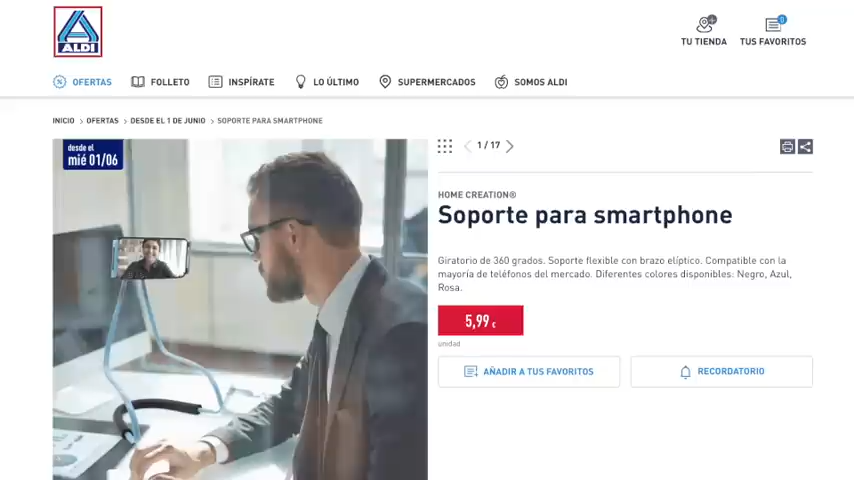 ALDI
TU TIENDA
0
TUS FAVORITOS
OFERTAS
FOLLETO
INSPÍRATE
LO ÚLTIMO
SUPERMERCADOS
SOMOS ALDI
INICIO > OFERTAS > DESDE EL 1 DE JUNIO > SOPORTE PARA SMARTPHONE
desde el
mié 01/06
1 / 17
HOME CREATION®
Soporte para smartphone
Giratorio de 360 grados. Soporte flexible con brazo elíptico. Compatible con la
mayoría de teléfonos del mercado. Diferentes colores disponibles: Negro, Azul,
Rosa.
5,99 €
unidad
AÑADIR A TUS FAVORITOS
RECORDATORIO